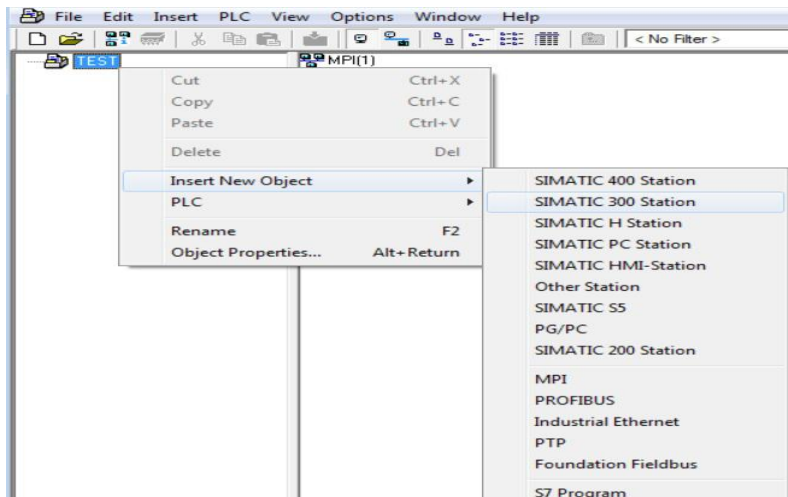 File Edit Insert PLC View Options Window Help
< No Filter >
TEST
MPI(1)
Cut Ctrl+X
Copy Ctrl+C
Paste Ctrl+V
Delete Del
Insert New Object
PLC
Rename F2
Object Properties... Alt+Return
SIMATIC 400 Station
SIMATIC 300 Station
SIMATIC H Station
SIMATIC PC Station
SIMATIC HMI-Station
Other Station
SIMATIC S5
PG/PC
SIMATIC 200 Station
MPI
PROFIBUS
Industrial Ethernet
PTP
Foundation Fieldbus
S7 Program